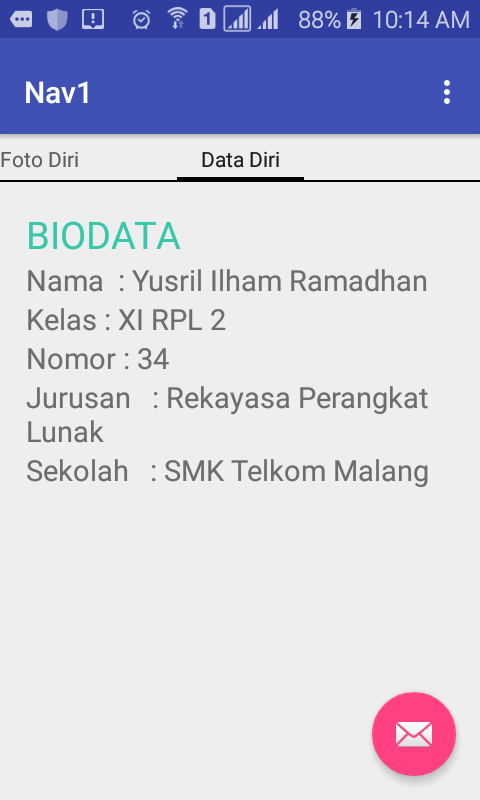 88% 10:14 AM
Nav1
Foto Diri Data Diri
BIODATA
Nama : Yusril Ilham Ramadhan
Kelas : XI RPL 2
Nomor : 34
Jurusan : Rekayasa Perangkat
Lunak
Sekolah : SMK Telkom Malang